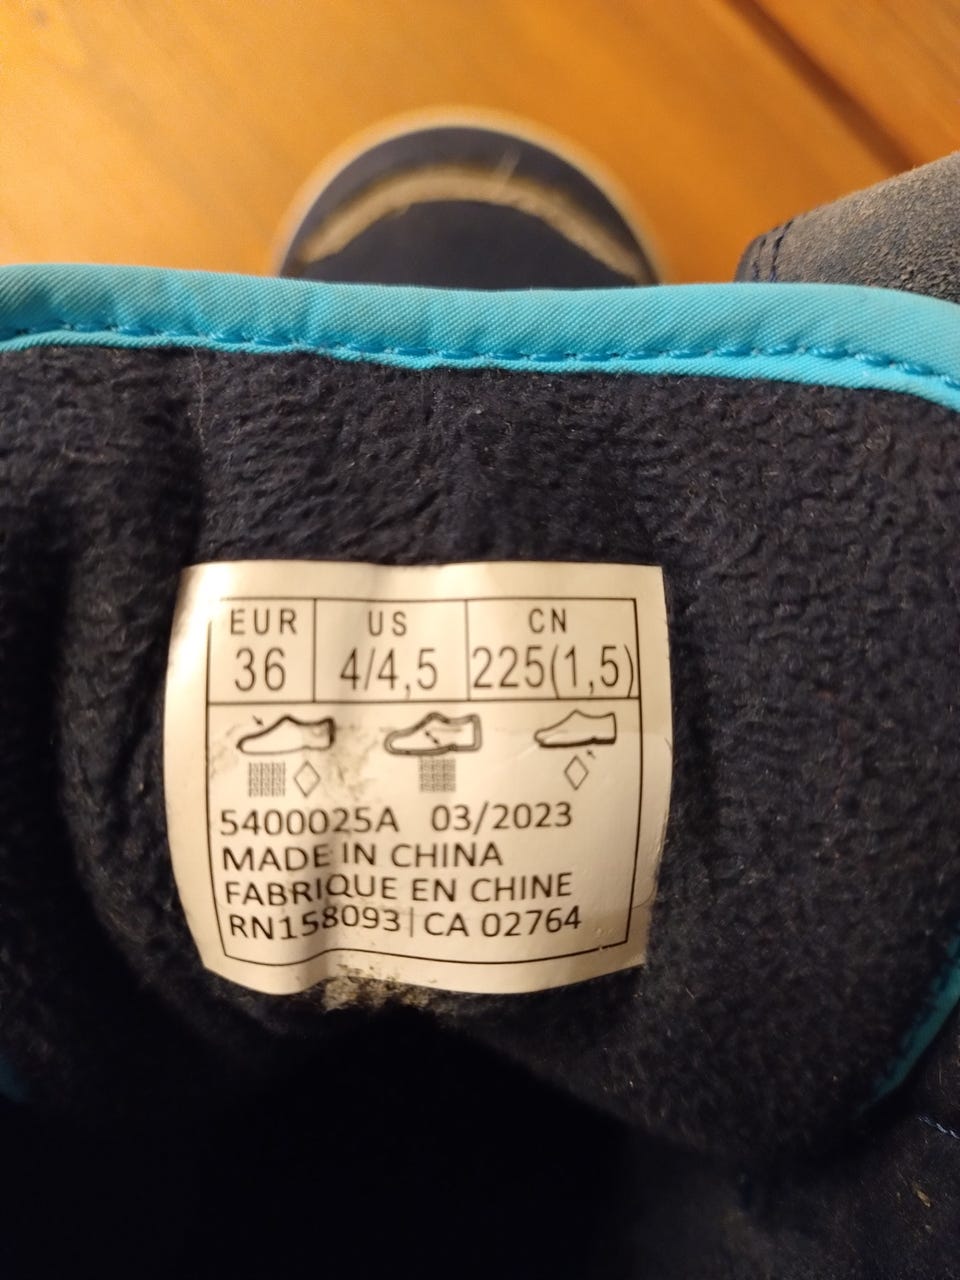 EUR US CN
36 4/4,5 225(1,5)
5400025A 03/2023
MADE IN CHINA
FABRIQUE EN CHINE
RN158093|CA 02764